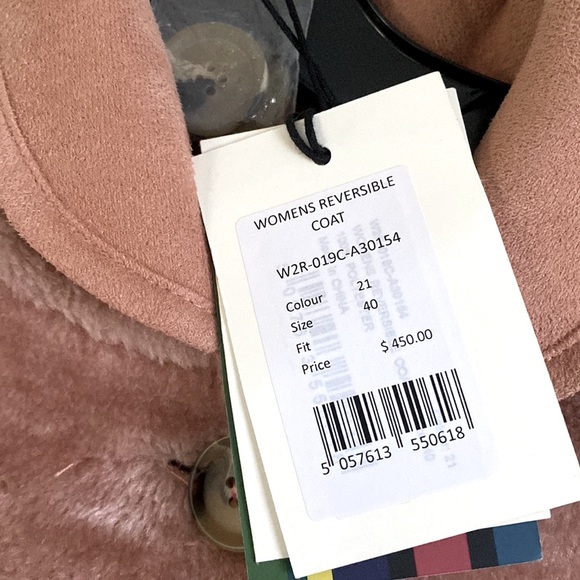 WOMENS REVERSIBLE
COAT
W2R-019C-A30154
Colour 21
Size 40
Fit
Price $ 450.00
5 057613 550618